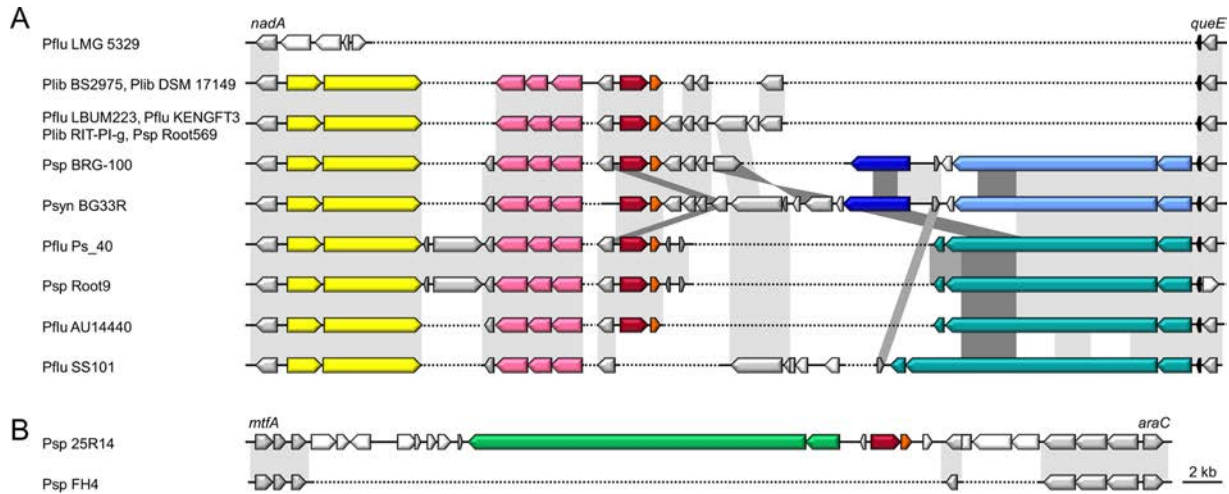 A
nadA
queE
Pflu LMG 5329
Plib BS2975, Plib DSM 17149
Pflu LBUM223, Pflu KENGFT3
Plib RIT-PI-g, Psp Root569
Psp BRG-100
Psyn BG33R
Pflu Ps_40
Psp Root9
Pflu AU14440
Pflu SS101
B
mtfA
araC
Psp 25R14
Psp FH4
2 kb